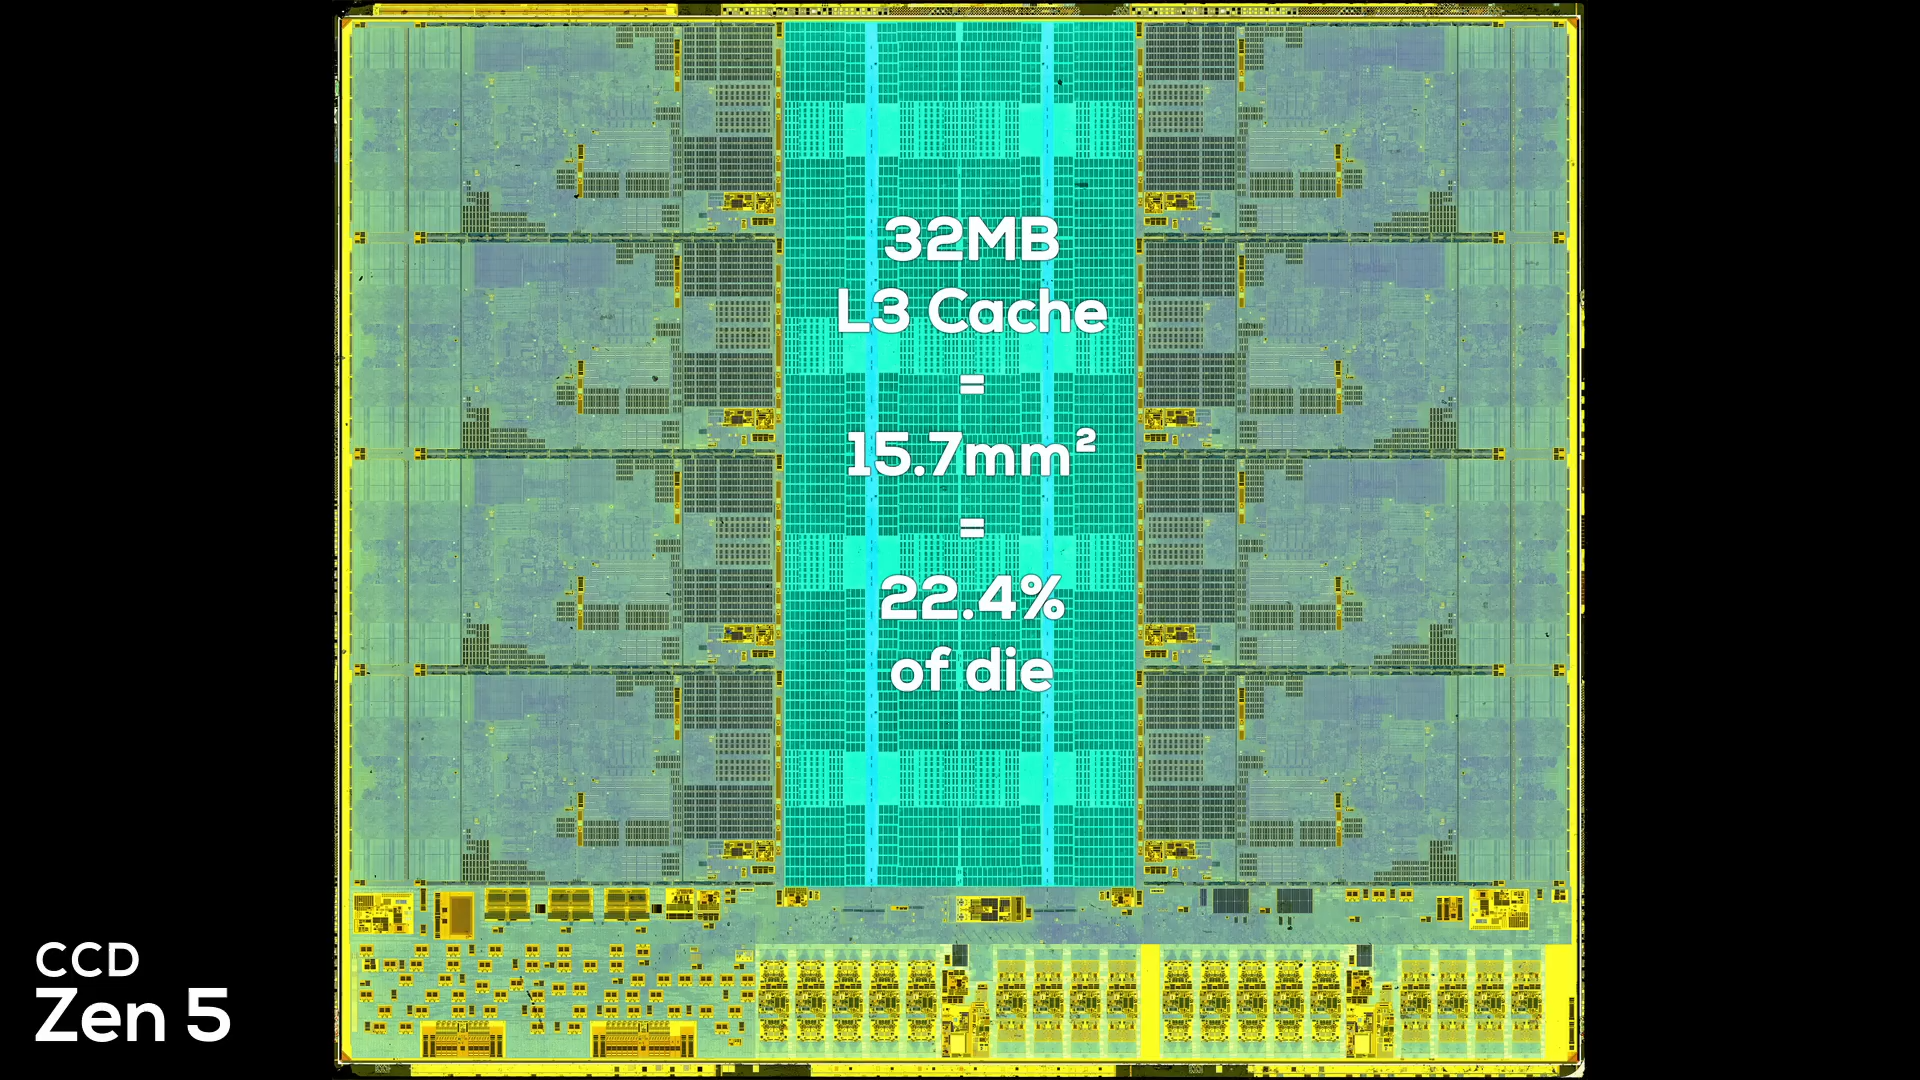 32MB
L3 Cache
=
15.7mm²
=
22.4%
of die
CCD
Zen 5